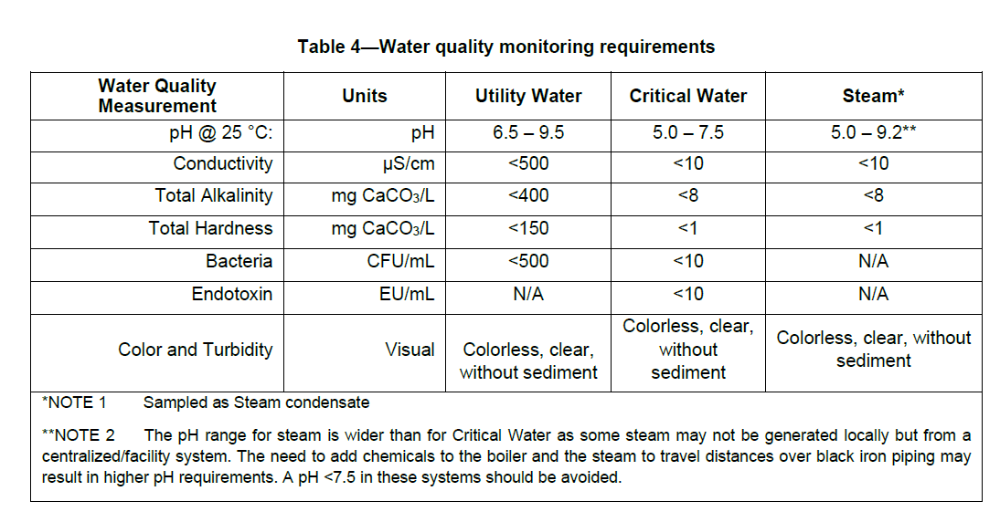 Table 4—Water quality monitoring requirements
Water Quality Measurement Units Utility Water Critical Water Steam*
pH @ 25 °C: pH 6.5 – 9.5 5.0 – 7.5 5.0 – 9.2**
Conductivity µS/cm <500 <10 <10
Total Alkalinity mg CaCO3/L <400 <8 <8
Total Hardness mg CaCO3/L <150 <1 <1
Bacteria CFU/mL <500 <10 N/A
Endotoxin EU/mL N/A <10 N/A
Color and Turbidity Visual Colorless, clear, without sediment Colorless, clear, without sediment Colorless, clear, without sediment
*NOTE 1 Sampled as Steam condensate
**NOTE 2 The pH range for steam is wider than for Critical Water as some steam may not be generated locally but from a
centralized/facility system. The need to add chemicals to the boiler and the steam to travel distances over black iron piping may
result in higher pH requirements. A pH <7.5 in these systems should be avoided.